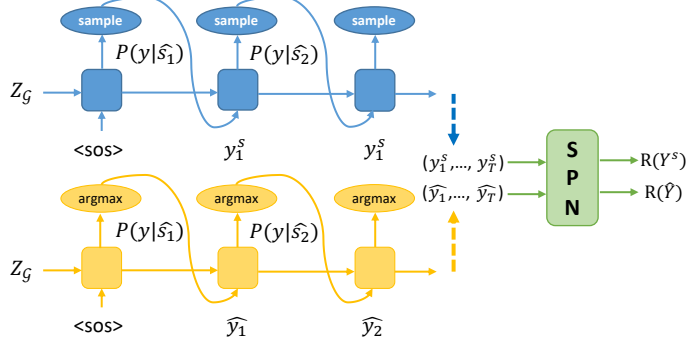 sample sample sample
P(y|ŝ₁) P(y|ŝ₂)
Z_𝒢
<sos> y₁ˢ y₁ˢ
(y₁ˢ,..., y_Tˢ) S P N R(Yˢ)
(ŷ₁,..., ŷ_T) R(Ŷ)
argmax argmax argmax
P(y|ŝ₁) P(y|ŝ₂)
Z_𝒢
<sos> ŷ₁ ŷ₂